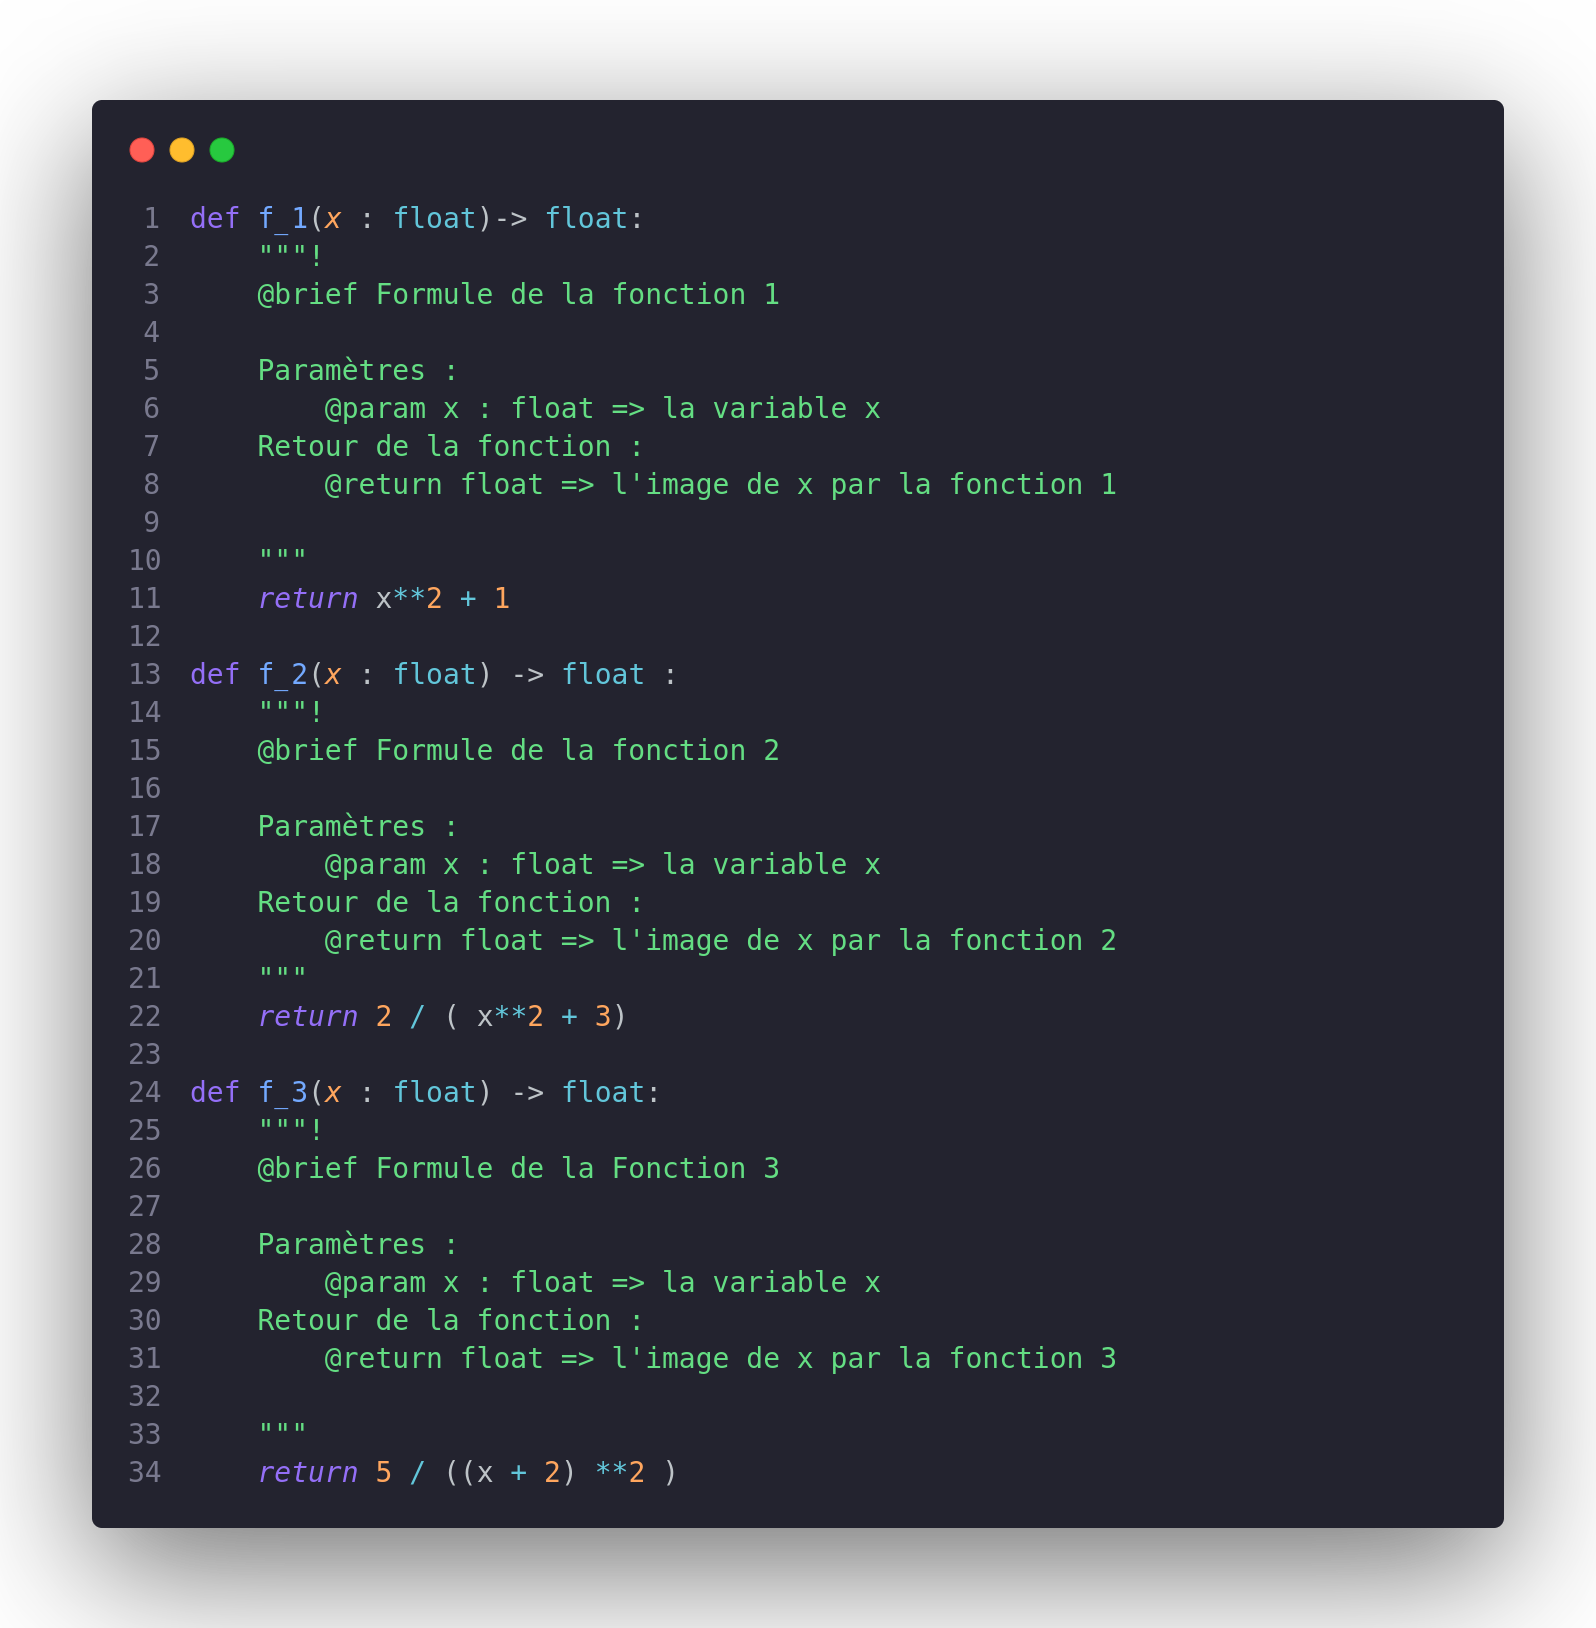 1 def f_1(x : float)-> float:
2     """!
3     @brief Formule de la fonction 1
4
5     Paramètres :
6         @param x : float => la variable x
7     Retour de la fonction :
8         @return float => l'image de x par la fonction 1
9
10     """
11     return x**2 + 1
12
13 def f_2(x : float) -> float :
14     """!
15     @brief Formule de la fonction 2
16
17     Paramètres :
18         @param x : float => la variable x
19     Retour de la fonction :
20         @return float => l'image de x par la fonction 2
21     """
22     return 2 / ( x**2 + 3)
23
24 def f_3(x : float) -> float:
25     """!
26     @brief Formule de la Fonction 3
27
28     Paramètres :
29         @param x : float => la variable x
30     Retour de la fonction :
31         @return float => l'image de x par la fonction 3
32
33     """
34     return 5 / ((x + 2) **2 )